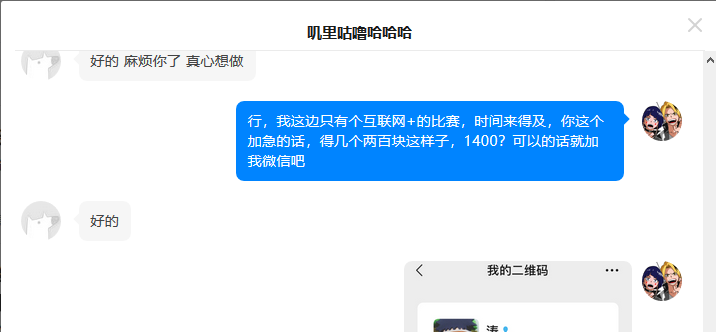 叽里咕噜哈哈哈
好的 麻烦你了 真心想做
行，我这边只有个互联网+的比赛，时间来得及，你这个
加急的话，得几个两百块这样子，1400？可以的话就加
我微信吧
好的
我的二维码
涛